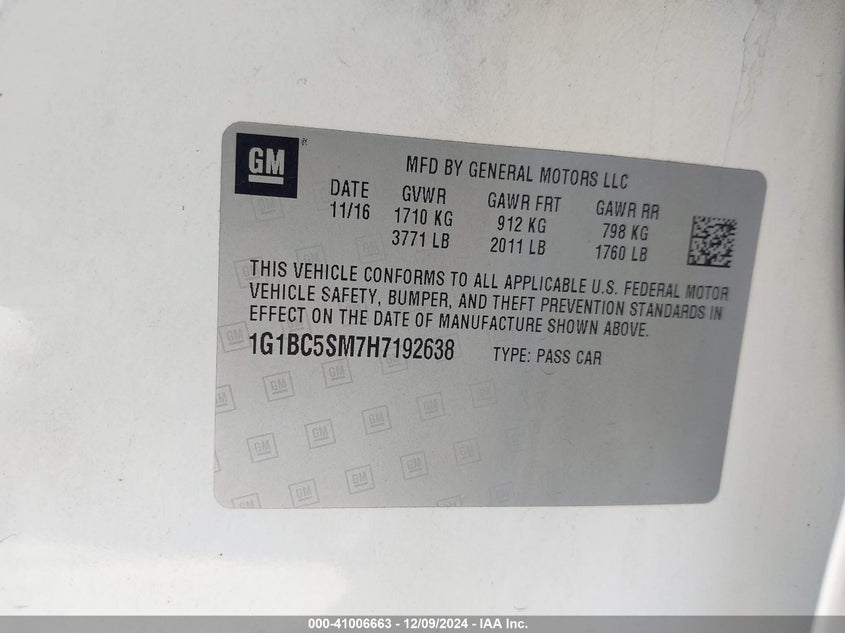 GM
MFD BY GENERAL MOTORS LLC
DATE GVWR GAWR FRT GAWR RR
11/16 1710 KG 912 KG 798 KG
3771 LB 2011 LB 1760 LB
THIS VEHICLE CONFORMS TO ALL APPLICABLE U.S. FEDERAL MOTOR
VEHICLE SAFETY, BUMPER, AND THEFT PREVENTION STANDARDS IN
EFFECT ON THE DATE OF MANUFACTURE SHOWN ABOVE.
1G1BC5SM7H7192638 TYPE: PASS CAR
000-41006663 - 12/09/2024 - IAA Inc.